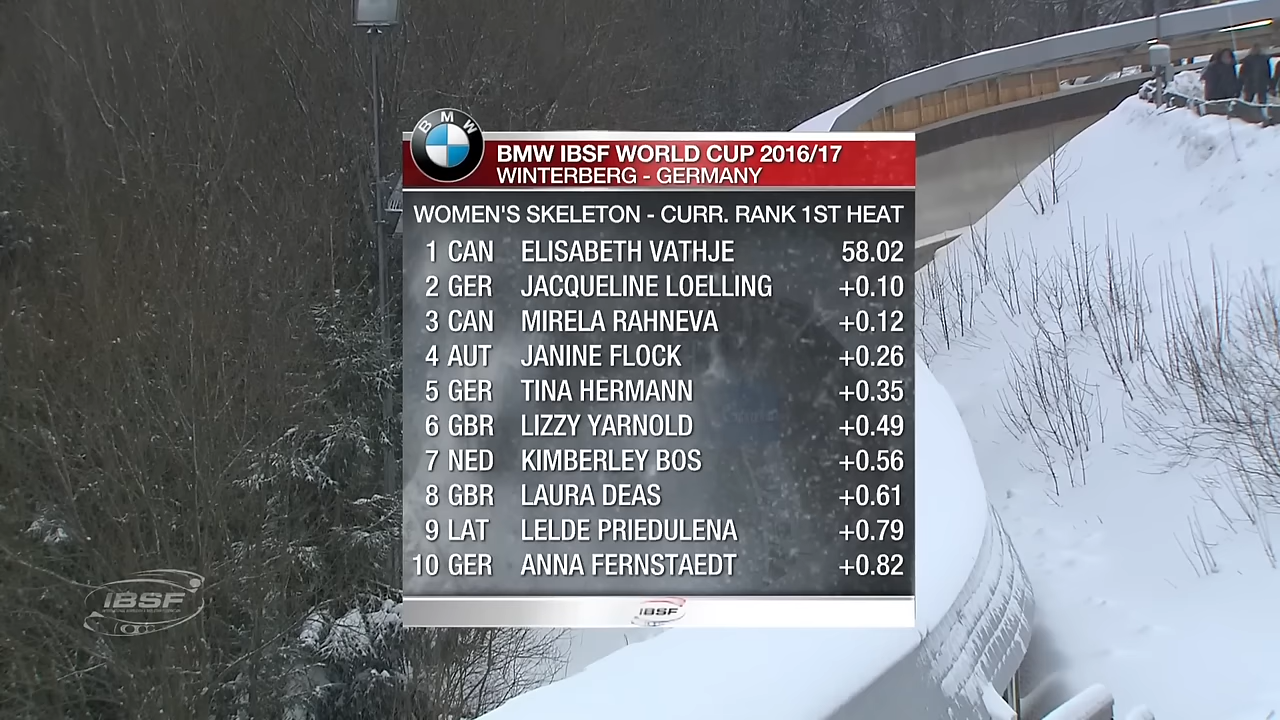 BMW
BMW IBSF WORLD CUP 2016/17
WINTERBERG - GERMANY
WOMEN'S SKELETON - CURR. RANK 1ST HEAT
1 CAN ELISABETH VATHJE 58.02
2 GER JACQUELINE LOELLING +0.10
3 CAN MIRELA RAHNEVA +0.12
4 AUT JANINE FLOCK +0.26
5 GER TINA HERMANN +0.35
6 GBR LIZZY YARNOLD +0.49
7 NED KIMBERLEY BOS +0.56
8 GBR LAURA DEAS +0.61
9 LAT LELDE PRIEDULENA +0.79
10 GER ANNA FERNSTAEDT +0.82
IBSF
IBSF